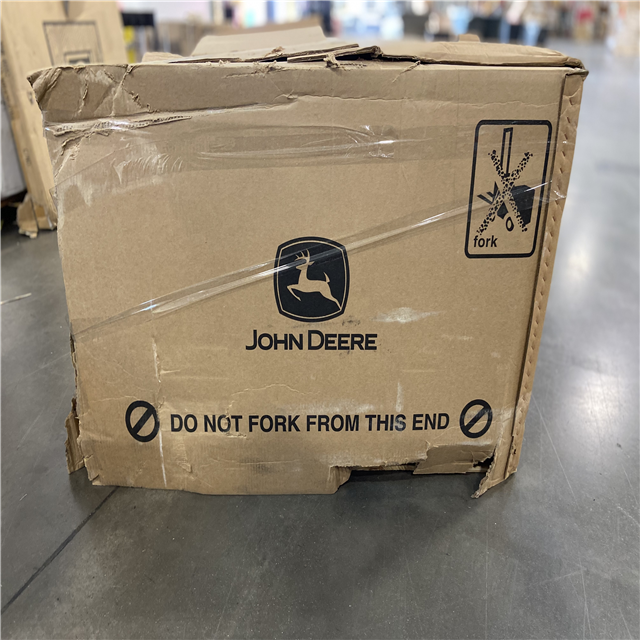 fork
JOHN DEERE
DO NOT FORK FROM THIS END